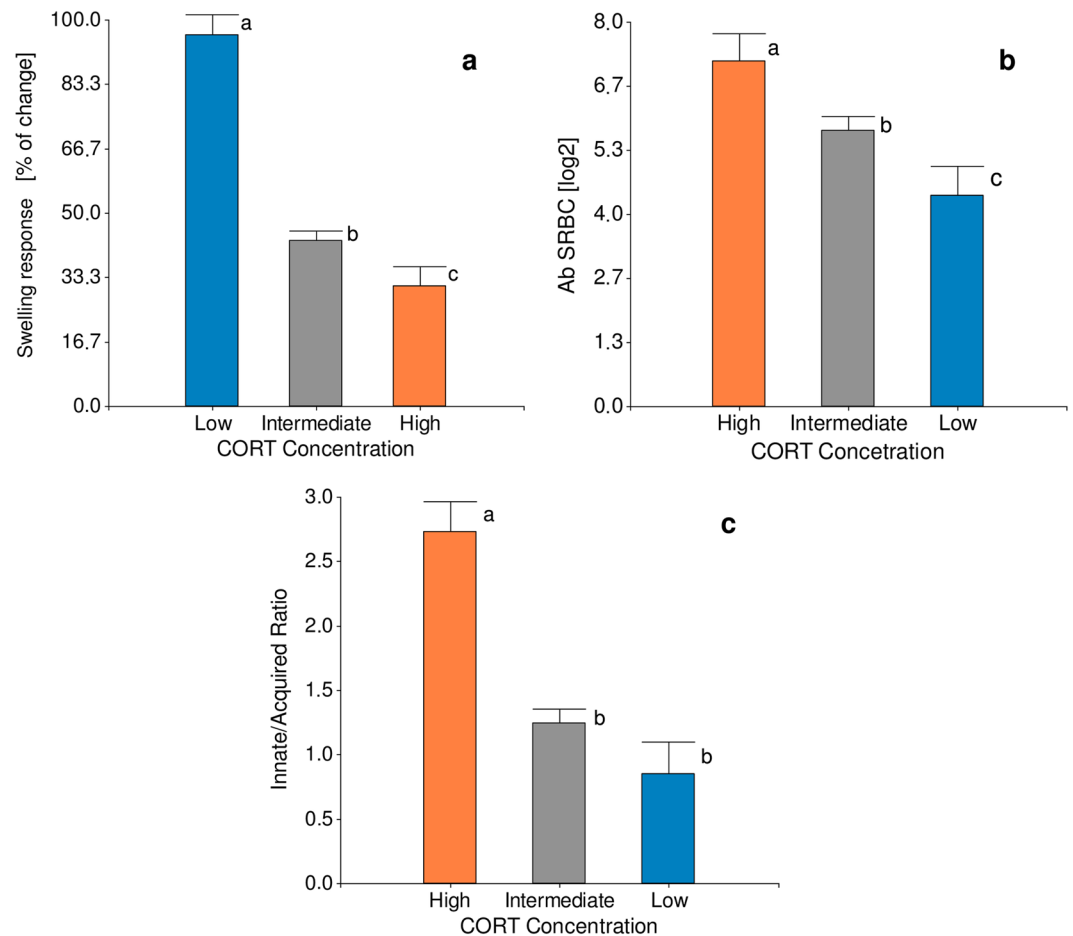 100.0
83.3
66.7
50.0
33.3
16.7
0.0
Swelling response [% of change]
a
b
c
a
Low Intermediate High
CORT Concentration
8.0
6.7
5.3
4.0
2.7
1.3
0.0
Ab SRBC [log2]
a
b
c
b
High Intermediate Low
CORT Concetration
3.0
2.5
2.0
1.5
1.0
0.5
0.0
Innate/Acquired Ratio
a
b
b
c
High Intermediate Low
CORT Concentration